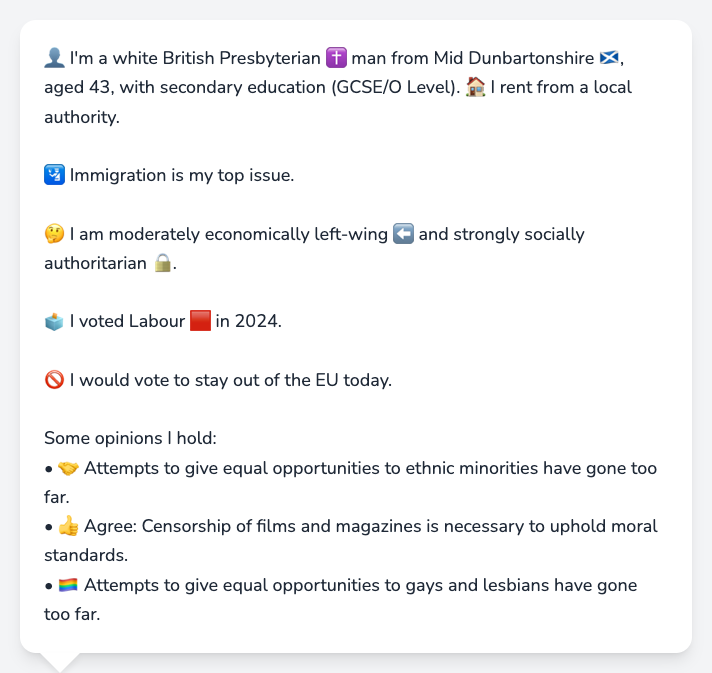 👤 I'm a white British Presbyterian ✝️ man from Mid Dunbartonshire 🏴󠁧󠁢󠁳󠁣󠁴󠁿,
aged 43, with secondary education (GCSE/O Level). 🏠 I rent from a local
authority.
🛂 Immigration is my top issue.
🤔 I am moderately economically left-wing ⬅️ and strongly socially
authoritarian 🔒.
🗳️ I voted Labour 🟥 in 2024.
🚫 I would vote to stay out of the EU today.
Some opinions I hold:
• 🤝 Attempts to give equal opportunities to ethnic minorities have gone too
far.
• 👍 Agree: Censorship of films and magazines is necessary to uphold moral
standards.
• 🏳️‍🌈 Attempts to give equal opportunities to gays and lesbians have gone
too far.